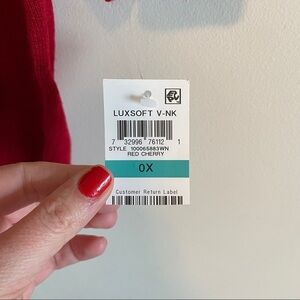 LUXSOFT V-NK
7 32996 76112 1
STYLE 100065883WN
RED CHERRY
0X
Customer Return Label